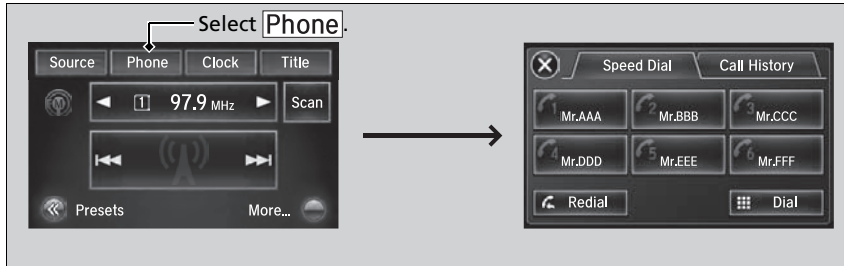 Select Phone.
Source Phone Clock Title
1 97.9 MHz Scan
Presets More...
Speed Dial Call History
1 Mr.AAA 2 Mr.BBB 3 Mr.CCC
4 Mr.DDD 5 Mr.EEE 6 Mr.FFF
Redial Dial